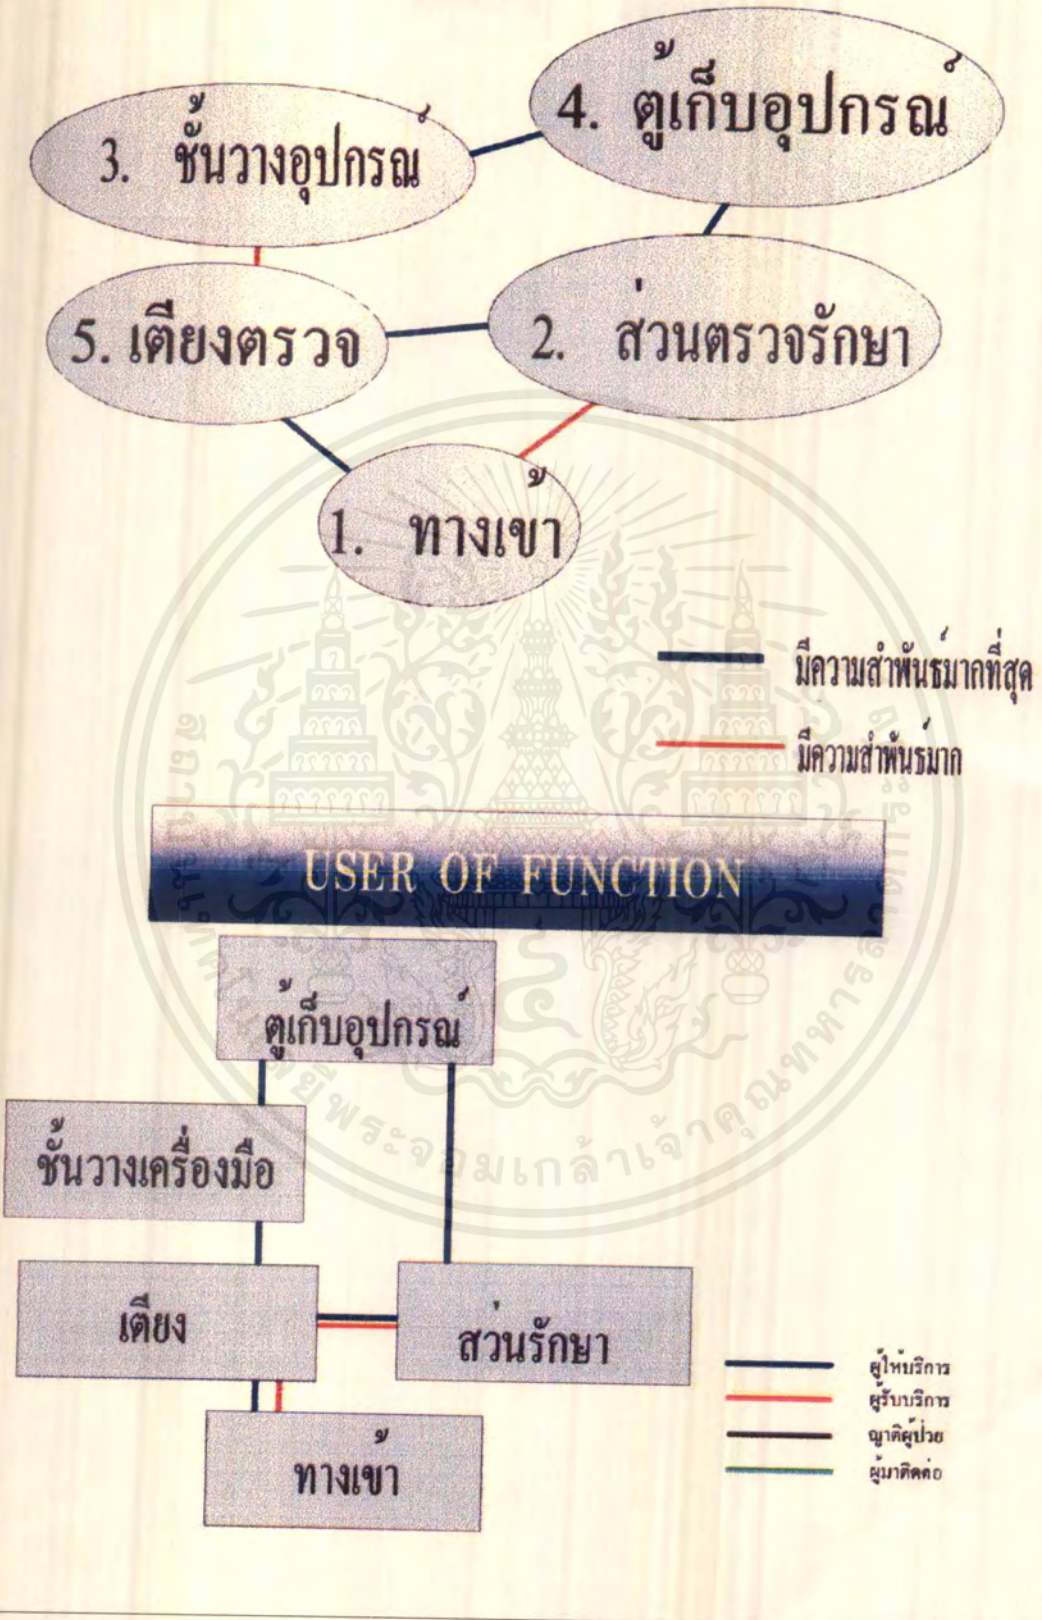 4. ตู้เก็บอุปกรณ์
3. ชั้นวางอุปกรณ์
5. เตียงตรวจ
2. ส่วนตรวจรักษา
1. ทางเข้า
มีความสำพันธ์มากที่สุด
มีความสำพันธ์มาก
USER OF FUNCTION
ตู้เก็บอุปกรณ์
ชั้นวางเครื่องมือ
เตียง
ส่วนรักษา
ทางเข้า
ผู้ให้บริการ
ผู้รับบริการ
ญาติผู้ป่วย
ผู้มาติดต่อ